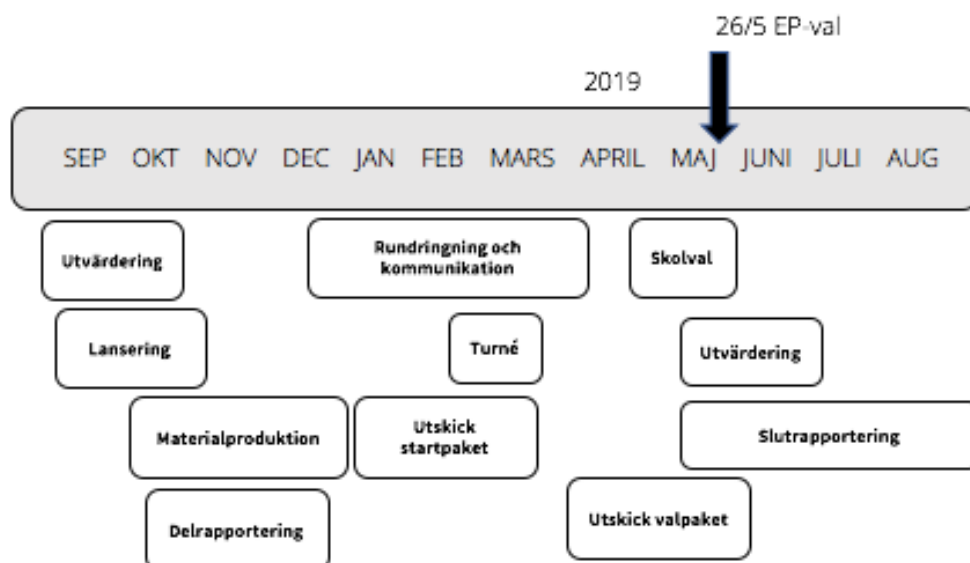 26/5 EP-val
2019
SEP OKT NOV DEC JAN FEB MARS APRIL MAJ JUNI JULI AUG
Utvärdering
Rundringning och
kommunikation
Skolval
Lansering
Turné
Utvärdering
Materialproduktion
Utskick
startpaket
Slutrapportering
Delrapportering
Utskick valpaket